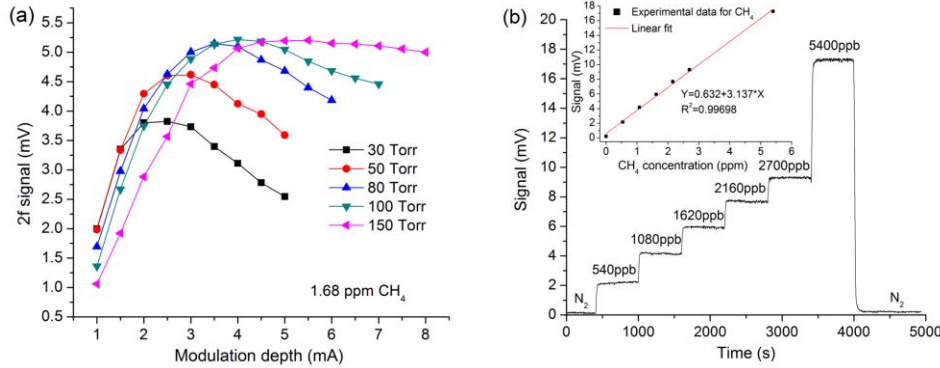 (a)
5.5
5.0
4.5
4.0
3.5
3.0
2.5
2.0
1.5
1.0
0.5
2f signal (mV)
30 Torr
50 Torr
80 Torr
100 Torr
150 Torr
1.68 ppm CH4
1 2 3 4 5 6 7 8
Modulation depth (mA)
(b)
20
18
16
14
12
10
8
6
4
2
0
Signal (mV)
18
16
14
12
10
8
6
4
2
0
Signal (mV)
Experimental data for CH4
Linear fit
Y=0.632+3.137*X
R2=0.99698
0 1 2 3 4 5 6
CH4 concentration (ppm)
5400ppb
2700ppb
2160ppb
1620ppb
1080ppb
540ppb
N2
N2
0 1000 2000 3000 4000 5000
Time (s)